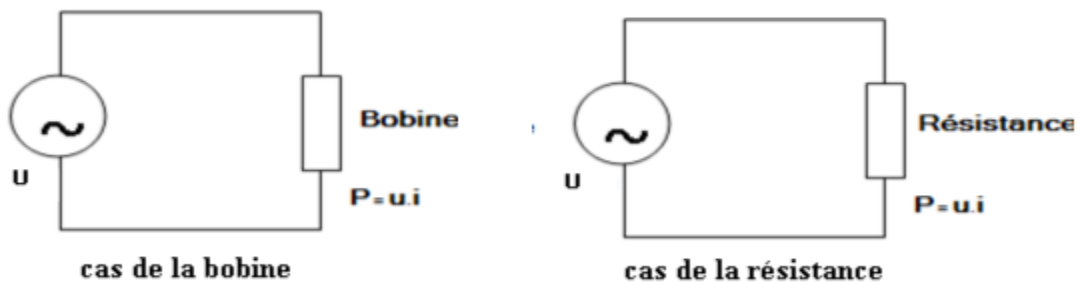 Bobine
U
P=u.i
cas de la bobine
Résistance
U
P=u.i
cas de la résistance